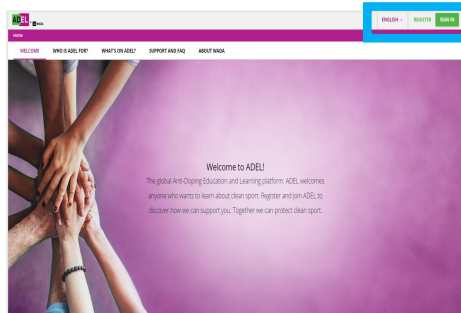 ADEL
ENGLISH
REGISTER
SIGN IN
Home
WELCOME
WHO IS ADEL FOR?
WHAT'S ON ADEL?
SUPPORT AND FAQ
ABOUT WADA
Welcome to ADEL!
The global Anti-Doping Education and Learning platform. ADEL welcomes
anyone who wants to learn about clean sport. Register and join ADEL to
discover how we can support you. Together we can protect clean sport.